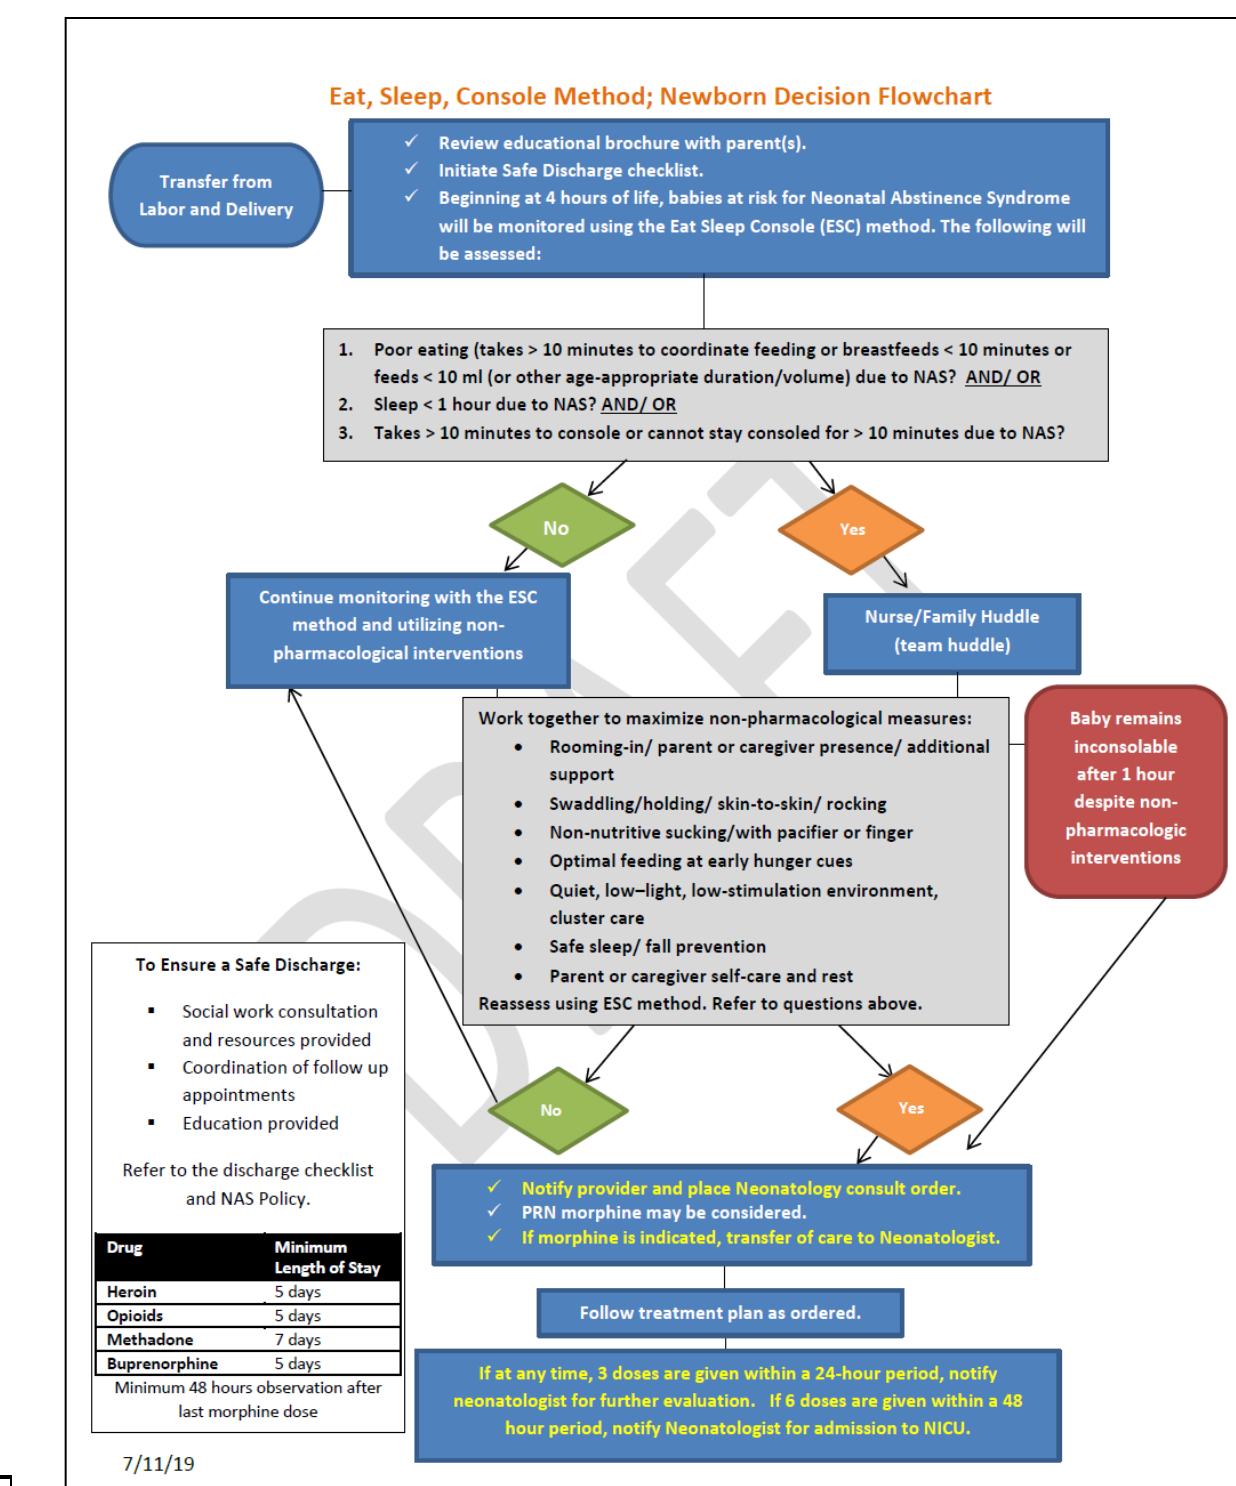 Eat, Sleep, Console Method; Newborn Decision Flowchart
Transfer from
Labor and Delivery
✓ Review educational brochure with parent(s).
✓ Initiate Safe Discharge checklist.
✓ Beginning at 4 hours of life, babies at risk for Neonatal Abstinence Syndrome
will be monitored using the Eat Sleep Console (ESC) method. The following will
be assessed:
1. Poor eating (takes > 10 minutes to coordinate feeding or breastfeeds < 10 minutes or
feeds < 10 ml (or other age-appropriate duration/volume) due to NAS? AND/ OR
2. Sleep < 1 hour due to NAS? AND/ OR
3. Takes > 10 minutes to console or cannot stay consoled for > 10 minutes due to NAS?
No
Yes
Continue monitoring with the ESC
method and utilizing non-
pharmacological interventions
Nurse/Family Huddle
(team huddle)
Work together to maximize non-pharmacological measures:
• Rooming-in/ parent or caregiver presence/ additional
support
• Swaddling/holding/ skin-to-skin/ rocking
• Non-nutritive sucking/with pacifier or finger
• Optimal feeding at early hunger cues
• Quiet, low–light, low-stimulation environment,
cluster care
• Safe sleep/ fall prevention
• Parent or caregiver self-care and rest
Reassess using ESC method. Refer to questions above.
Baby remains
inconsolable
after 1 hour
despite non-
pharmacologic
interventions
No
Yes
✓ Notify provider and place Neonatology consult order.
✓ PRN morphine may be considered.
✓ If morphine is indicated, transfer of care to Neonatologist.
Follow treatment plan as ordered.
If at any time, 3 doses are given within a 24-hour period, notify
neonatologist for further evaluation. If 6 doses are given within a 48
hour period, notify Neonatologist for admission to NICU.
To Ensure a Safe Discharge:
▪ Social work consultation
and resources provided
▪ Coordination of follow up
appointments
▪ Education provided
Refer to the discharge checklist
and NAS Policy.
Drug Minimum
Length of Stay
Heroin 5 days
Opioids 5 days
Methadone 7 days
Buprenorphine 5 days
Minimum 48 hours observation after
last morphine dose
7/11/19
DRAFT